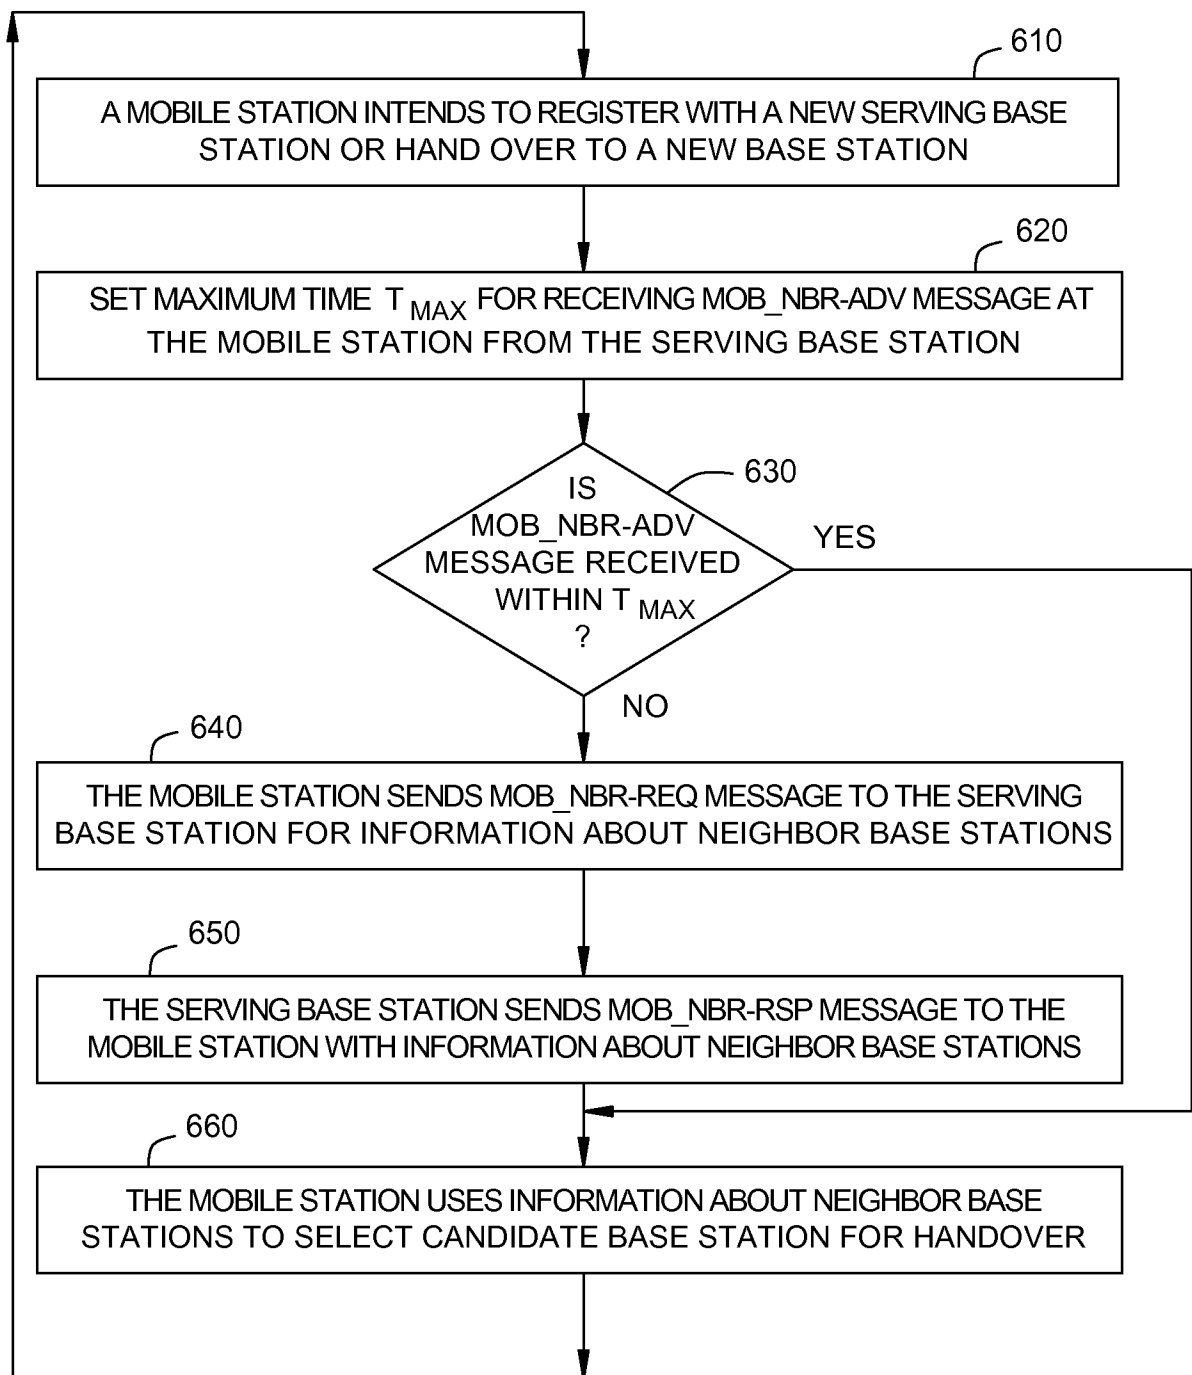 610
A MOBILE STATION INTENDS TO REGISTER WITH A NEW SERVING BASE
STATION OR HAND OVER TO A NEW BASE STATION
620
SET MAXIMUM TIME T MAX FOR RECEIVING MOB_NBR-ADV MESSAGE AT
THE MOBILE STATION FROM THE SERVING BASE STATION
630
IS
MOB_NBR-ADV
MESSAGE RECEIVED
WITHIN T MAX
?
YES
NO
640
THE MOBILE STATION SENDS MOB_NBR-REQ MESSAGE TO THE SERVING
BASE STATION FOR INFORMATION ABOUT NEIGHBOR BASE STATIONS
650
THE SERVING BASE STATION SENDS MOB_NBR-RSP MESSAGE TO THE
MOBILE STATION WITH INFORMATION ABOUT NEIGHBOR BASE STATIONS
660
THE MOBILE STATION USES INFORMATION ABOUT NEIGHBOR BASE
STATIONS TO SELECT CANDIDATE BASE STATION FOR HANDOVER